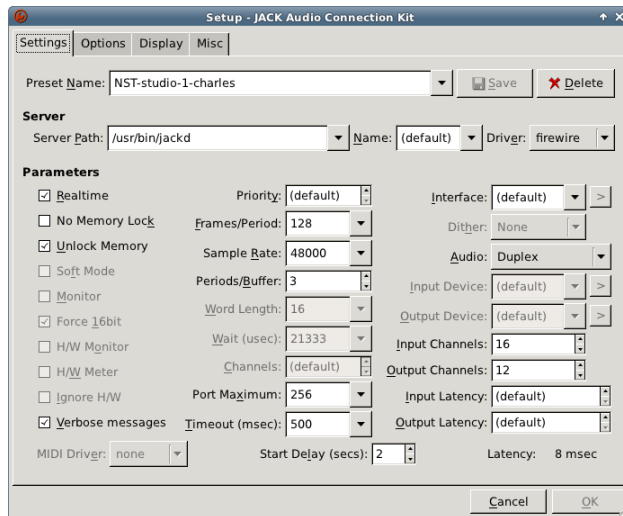 Setup - JACK Audio Connection Kit
Settings Options Display Misc
Preset Name: NST-studio-1-charles Save Delete
Server
Server Path: /usr/bin/jackd Name: (default) Driver: firewire
Parameters
Realtime Priority: (default) Interface: (default) >
No Memory Lock Frames/Period: 128 Dither: None
Unlock Memory Sample Rate: 48000 Audio: Duplex
Soft Mode Periods/Buffer: 3 Input Device: (default) >
Monitor Word Length: 16 Output Device: (default) >
Force 16bit Wait (usec): 21333 Input Channels: 16
H/W Monitor Channels: (default) Output Channels: 12
H/W Meter Port Maximum: 256 Input Latency: (default)
Ignore H/W Timeout (msec): 500 Output Latency: (default)
Verbose messages
MIDI Driver: none Start Delay (secs): 2 Latency: 8 msec
Cancel OK